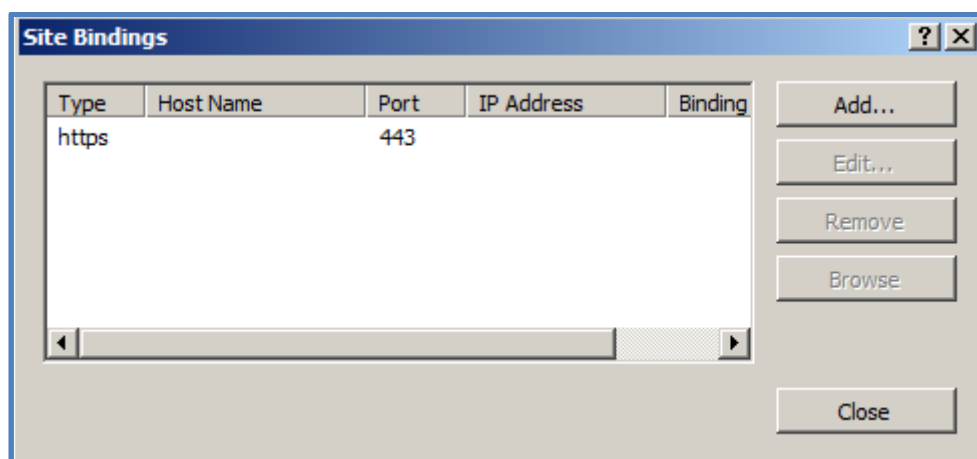 Site Bindings
Type Host Name Port IP Address Binding
https 443
Add...
Edit...
Remove
Browse
Close